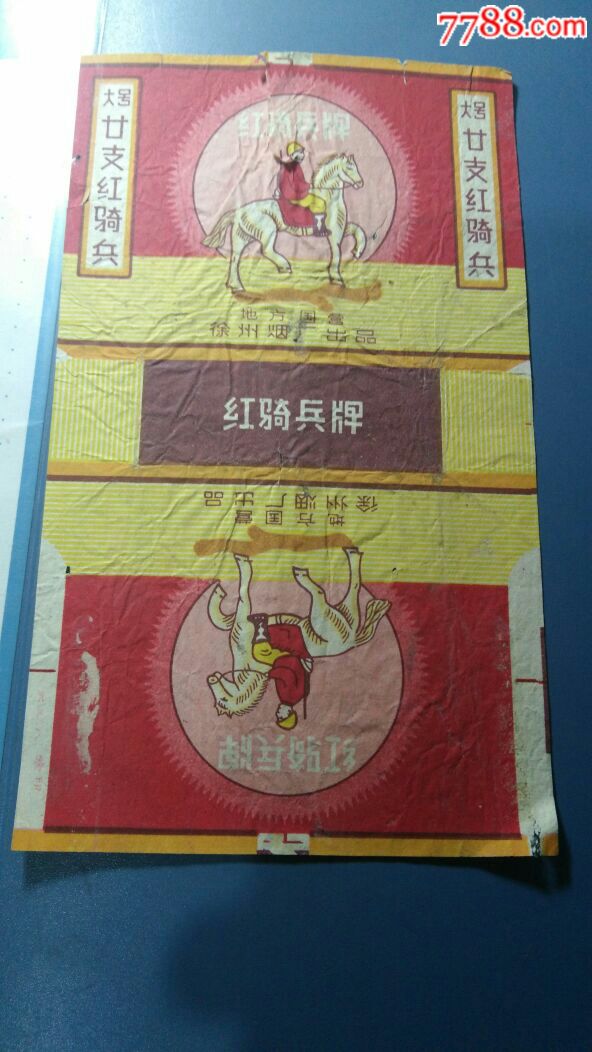 7788.com
大号廿支红骑兵
红骑兵牌
大号廿支红骑兵
地方国营
徐州烟厂出品
红骑兵牌
地方国营
徐州烟厂出品
红骑兵牌